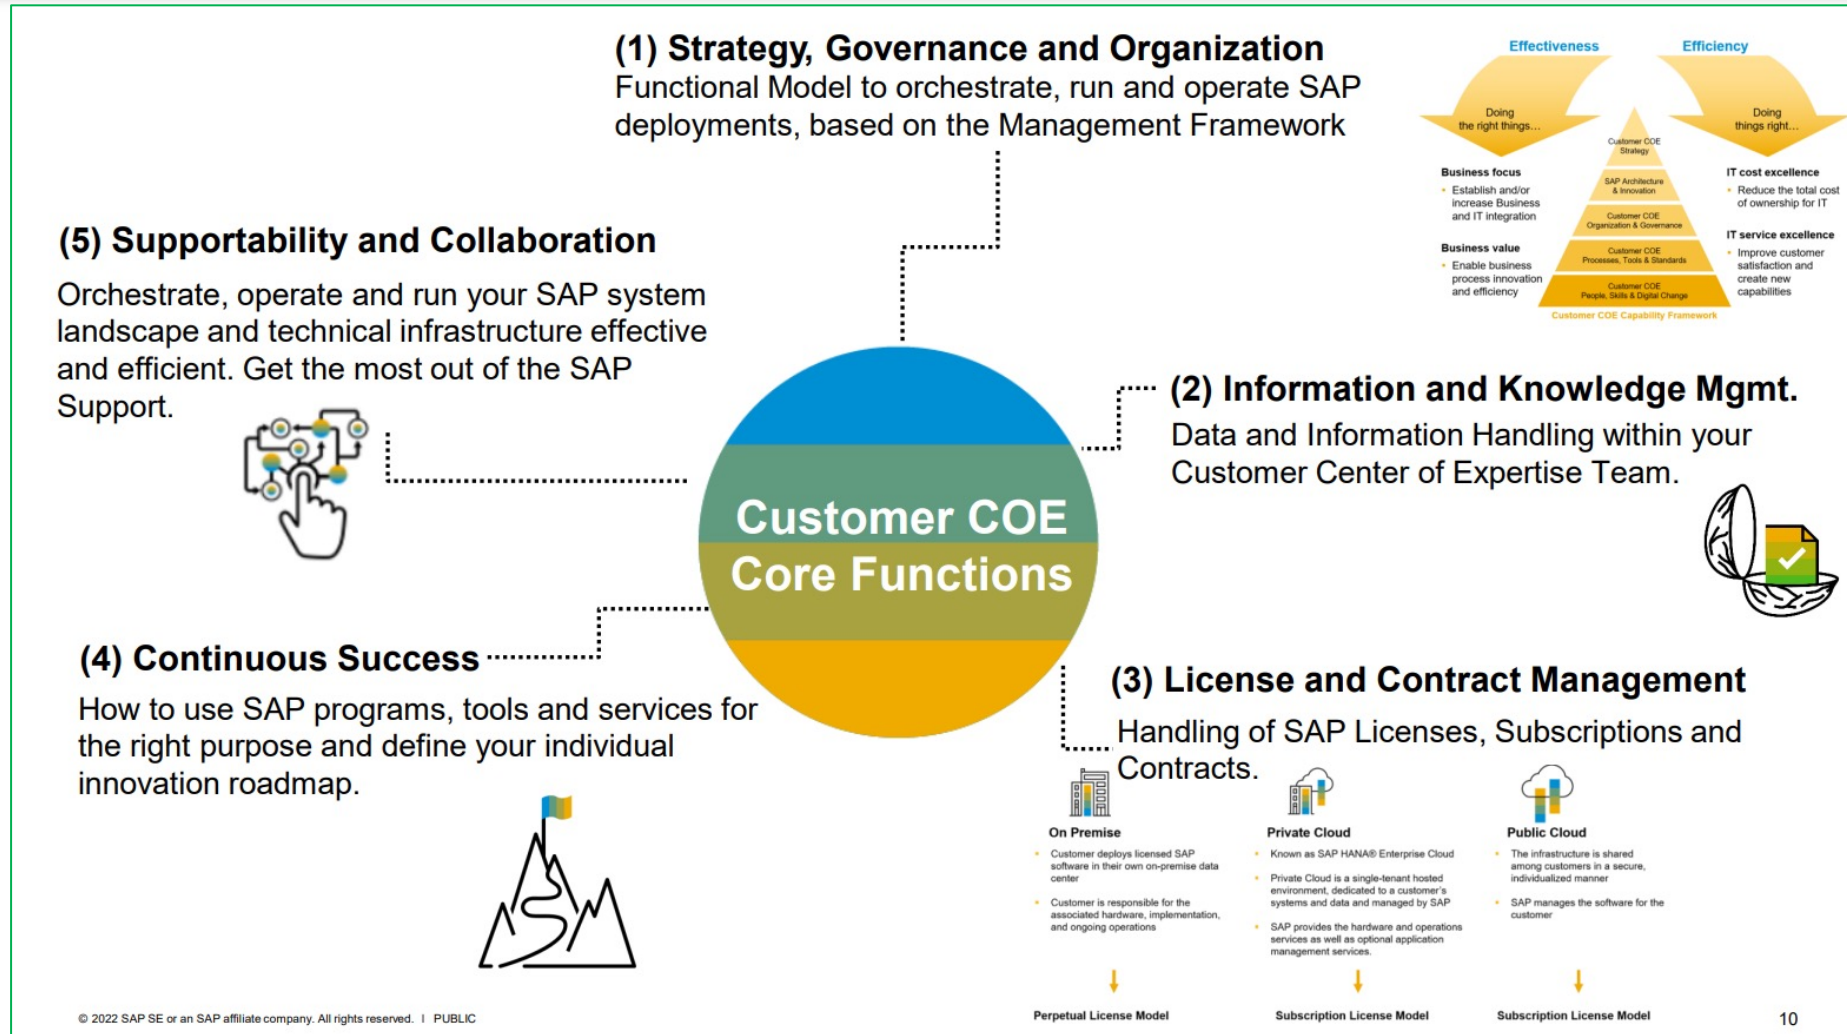 (1) Strategy, Governance and Organization
Functional Model to orchestrate, run and operate SAP
deployments, based on the Management Framework
Effectiveness
Efficiency
Doing
the right things...
Doing
things right...
Business focus
• Establish and/or
increase Business
and IT integration
Business value
• Enable business
process innovation
and efficiency
Customer COE
Strategy
SAP Architecture
& Innovation
Customer COE
Organization & Governance
Customer COE
Processes, Tools & Standards
Customer COE
People, Skills & Digital Change
Customer COE Capability Framework
IT cost excellence
• Reduce the total cost
of ownership for IT
IT service excellence
• Improve customer
satisfaction and
create new
capabilities
(5) Supportability and Collaboration
Orchestrate, operate and run your SAP system
landscape and technical infrastructure effective
and efficient. Get the most out of the SAP
Support.
(2) Information and Knowledge Mgmt.
Data and Information Handling within your
Customer Center of Expertise Team.
Customer COE
Core Functions
(4) Continuous Success
How to use SAP programs, tools and services for
the right purpose and define your individual
innovation roadmap.
(3) License and Contract Management
Handling of SAP Licenses, Subscriptions and
Contracts.
On Premise
• Customer deploys licensed SAP
software in their own on-premise data
center
• Customer is responsible for the
associated hardware, implementation,
and ongoing operations
Perpetual License Model
Private Cloud
• Known as SAP HANA® Enterprise Cloud
• Private Cloud is a single-tenant hosted
environment, dedicated to a customer's
systems and data and managed by SAP
• SAP provides the hardware and operations
services as well as optional application
management services.
Subscription License Model
Public Cloud
• The infrastructure is shared
among customers in a secure,
individualized manner
• SAP manages the software for the
customer
Subscription License Model
© 2022 SAP SE or an SAP affiliate company. All rights reserved. I PUBLIC
10